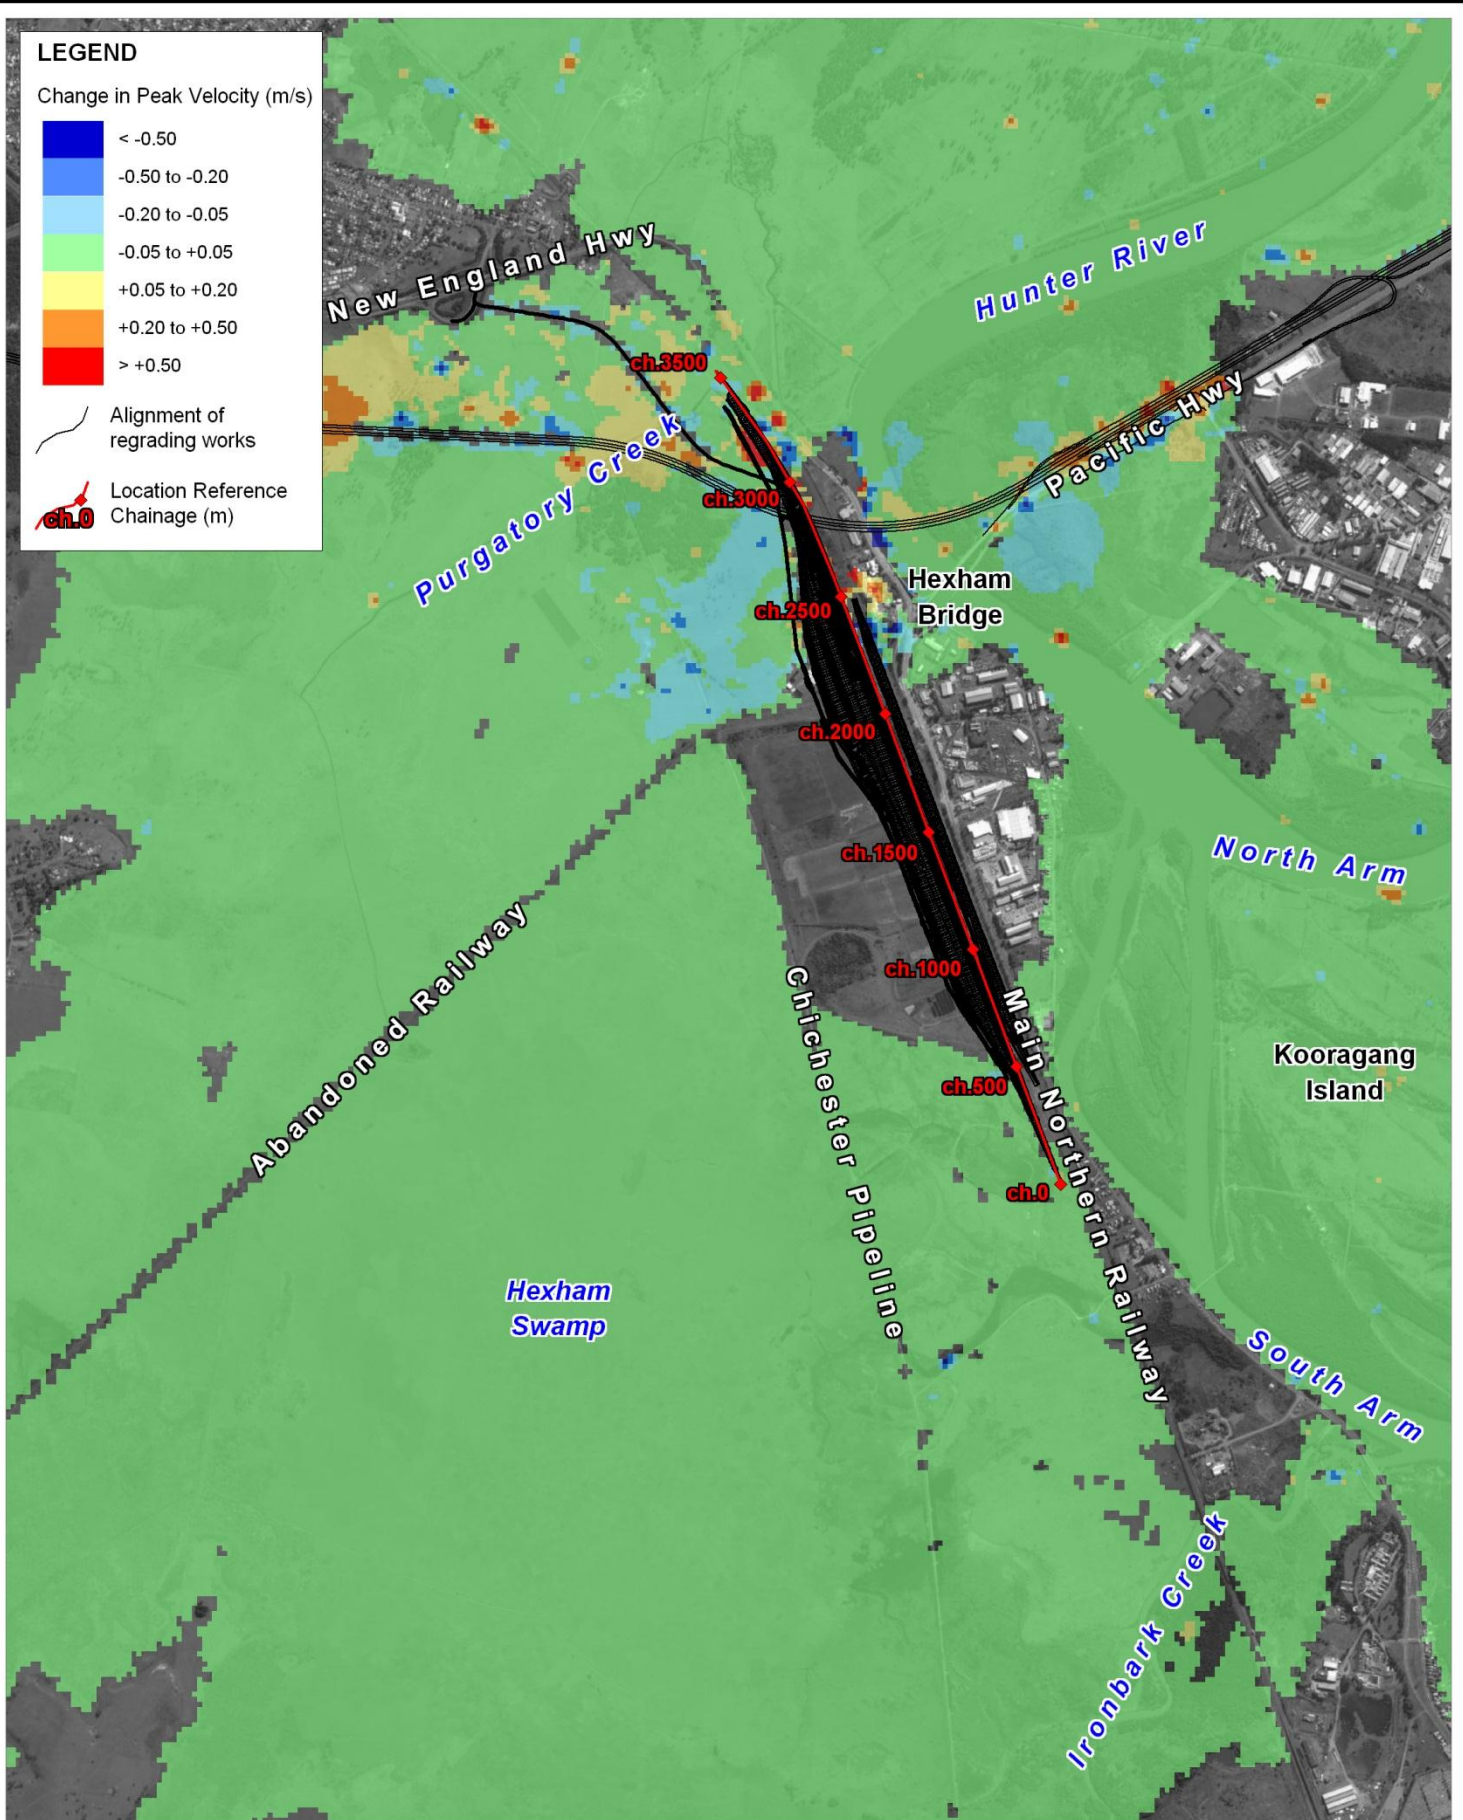 LEGEND
Change in Peak Velocity (m/s)
< -0.50
-0.50 to -0.20
-0.20 to -0.05
-0.05 to +0.05
+0.05 to +0.20
+0.20 to +0.50
> +0.50
Alignment of
regrading works
ch.0
Location Reference
Chainage (m)
New England Hwy
Hunter River
ch.3500
Pacific Hwy
Purgatory Creek
ch.3000
Hexham
Bridge
ch.2500
ch.2000
ch.1500
North Arm
Abandoned Railway
ch.1000
Chichester Pipeline
Main Northern Railway
Kooragang
Island
ch.500
ch.0
Hexham
Swamp
South Arm
Ironbark Creek